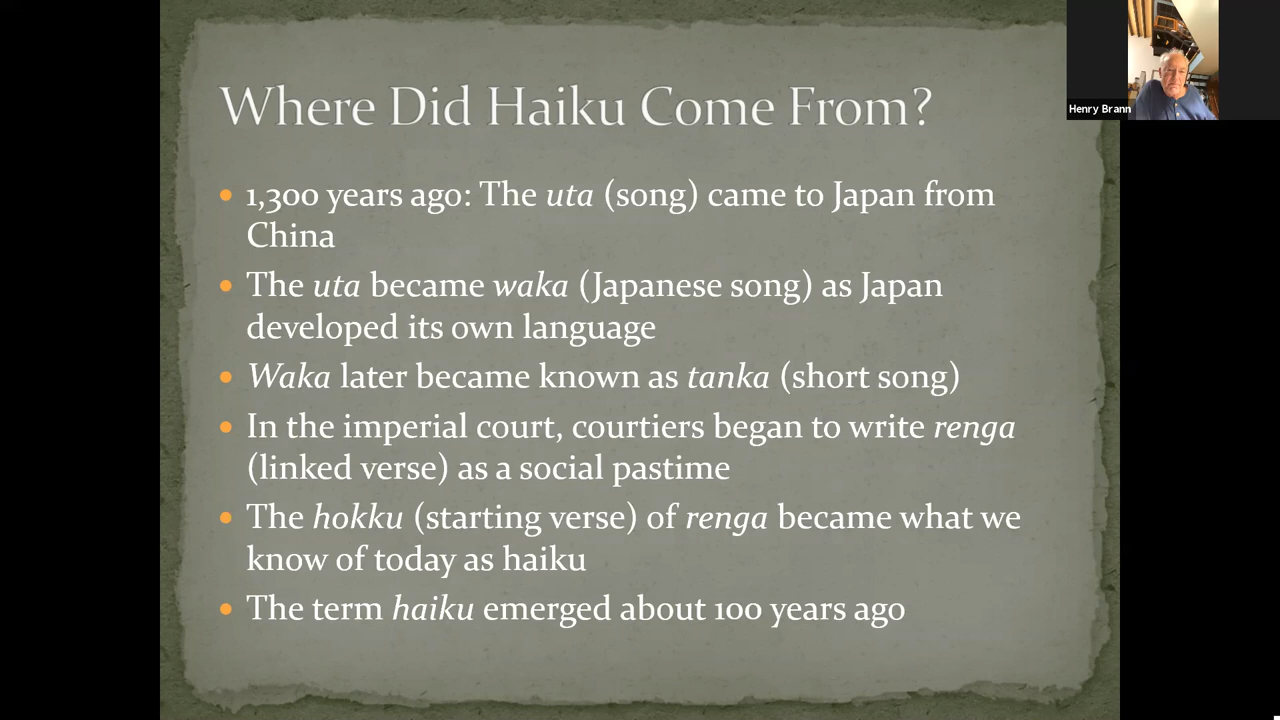 Where Did Haiku Come From?
Henry Brann
• 1,300 years ago: The uta (song) came to Japan from
China
• The uta became waka (Japanese song) as Japan
developed its own language
• Waka later became known as tanka (short song)
• In the imperial court, courtiers began to write renga
(linked verse) as a social pastime
• The hokku (starting verse) of renga became what we
know of today as haiku
• The term haiku emerged about 100 years ago